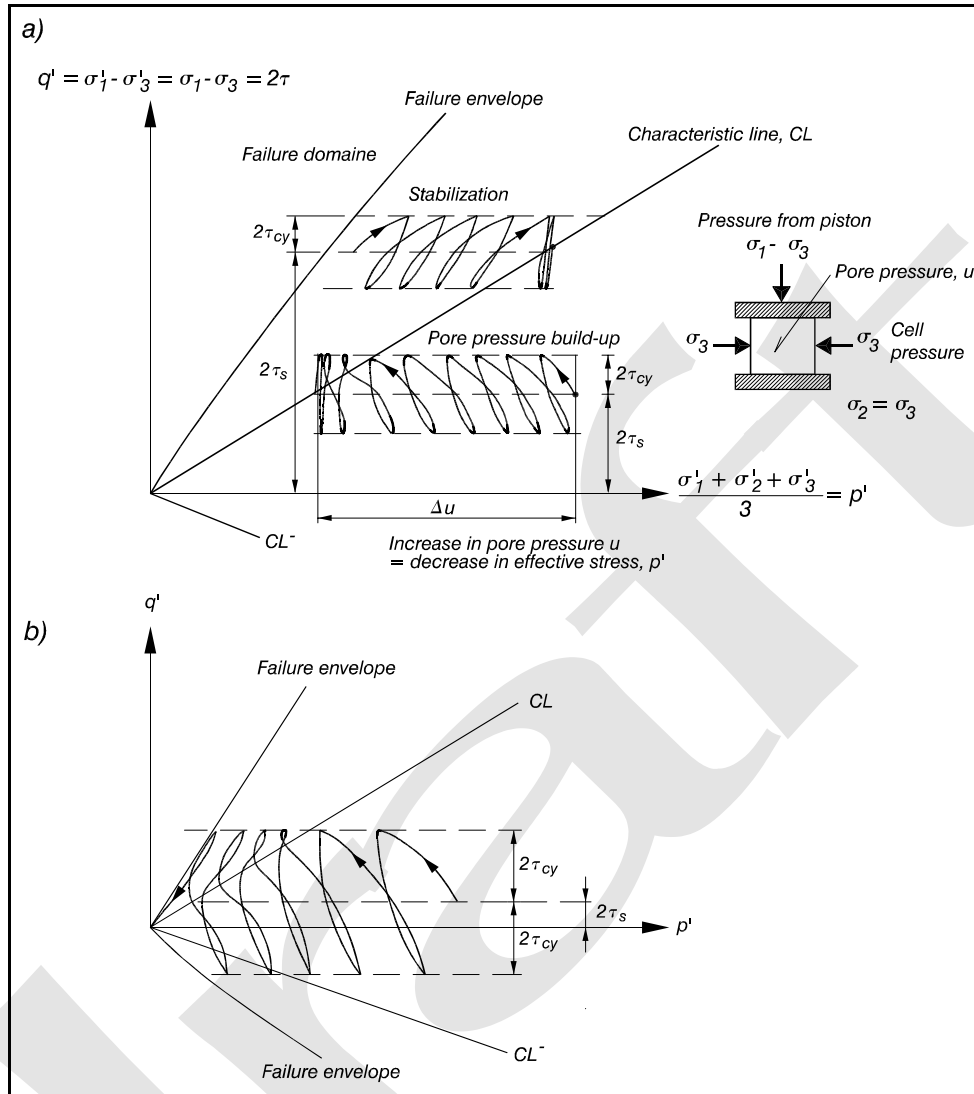 a)
q' = σ'₁ - σ'₃ = σ₁ - σ₃ = 2τ
Failure envelope
Characteristic line, CL
Failure domaine
Stabilization
2τcy
2τs
Pore pressure build-up
2τcy
2τs
Pressure from piston
σ₁ - σ₃
Pore pressure, u
σ₃
σ₃
Cell
pressure
σ₂ = σ₃
(σ'₁ + σ'₂ + σ'₃)/3 = p'
Δu
CL⁻
Increase in pore pressure u
= decrease in effective stress, p'
b)
q'
Failure envelope
CL
2τcy
2τs
2τcy
p'
CL⁻
Failure envelope
Draft